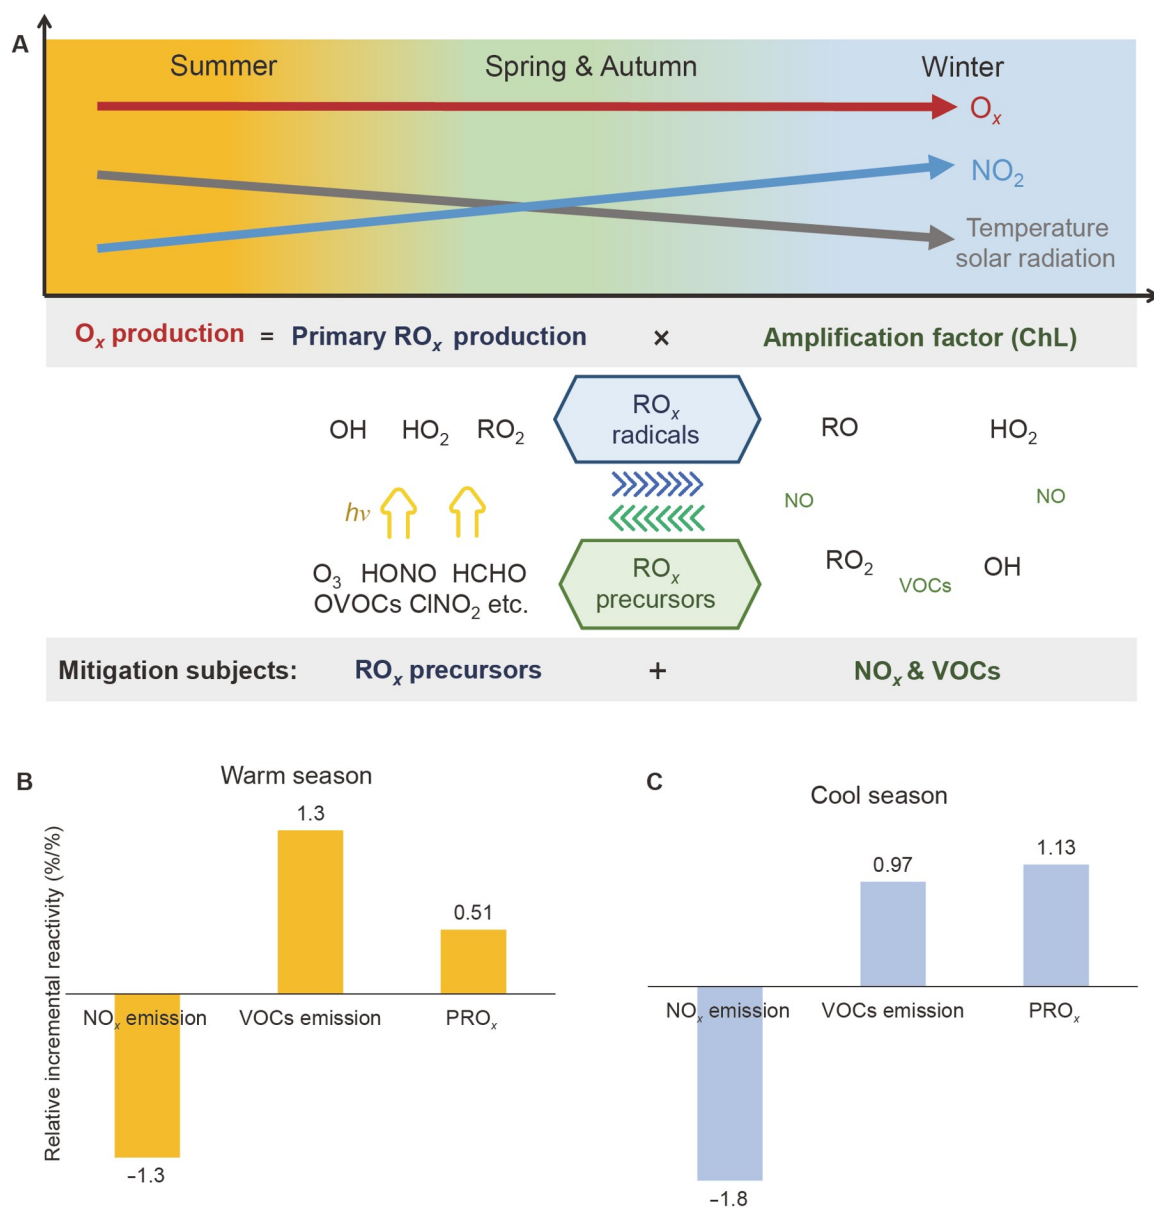 A
Summer Spring & Autumn Winter
Oₓ
NO₂
Temperature
solar radiation
Oₓ production = Primary ROₓ production × Amplification factor (ChL)
OH HO₂ RO₂
ROₓ
radicals
RO HO₂
hν
NO NO
O₃ HONO HCHO
OVOCs ClNO₂ etc.
ROₓ
precursors
RO₂ OH
VOCs
Mitigation subjects: ROₓ precursors + NOₓ & VOCs
B
Warm season
Relative incremental reactivity (%/%)
1.3
0.51
NOₓ emission VOCs emission PROₓ
–1.3
C
Cool season
0.97
1.13
NOₓ emission VOCs emission PROₓ
–1.8